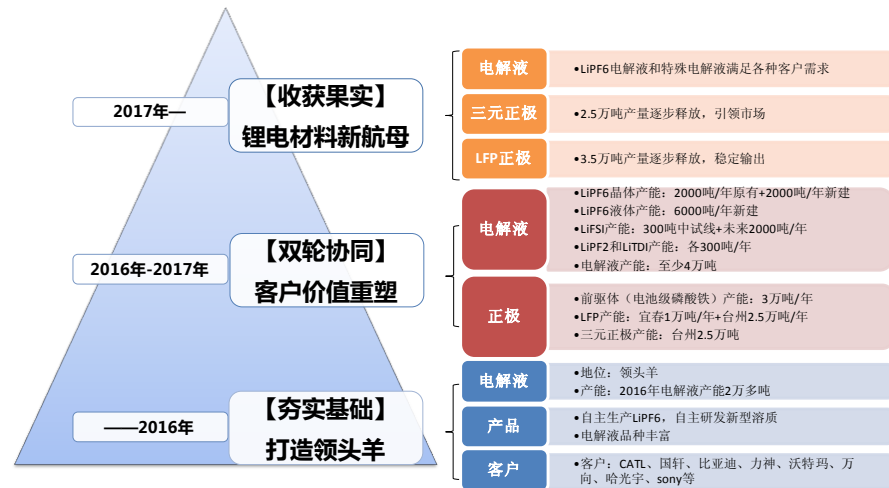 2017年—
【收获果实】
锂电材料新航母
电解液
•LiPF6电解液和特殊电解液满足各种客户需求
三元正极
•2.5万吨产量逐步释放，引领市场
LFP正极
•3.5万吨产量逐步释放，稳定输出
2016年-2017年
【双轮协同】
客户价值重塑
电解液
•LiPF6晶体产能：2000吨/年原有+2000吨/年新建
•LiPF6液体产能：6000吨/年新建
•LiFSI产能：300吨中试线+未来2000吨/年
•LiPF2和LiTDI产能：各300吨/年
•电解液产能：至少4万吨
正极
•前驱体（电池级磷酸铁）产能：3万吨/年
•LFP产能：宜春1万吨/年+台州2.5万吨/年
•三元正极产能：台州2.5万吨
——2016年
【夯实基础】
打造领头羊
电解液
•地位：领头羊
•产能：2016年电解液产能2万多吨
产品
•自主生产LiPF6，自主研发新型溶质
•电解液品种丰富
客户
•客户：CATL、国轩、比亚迪、力神、沃特玛、万
向、哈光宇、sony等